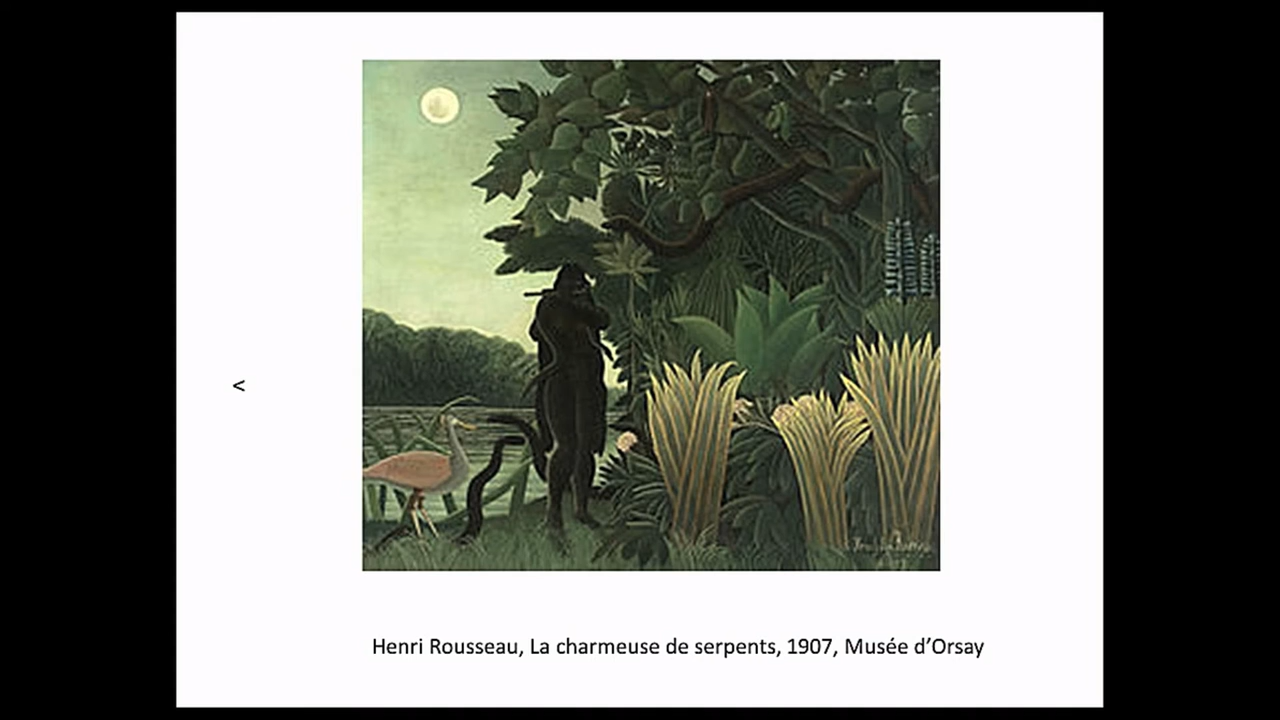 <
Henri Rousseau, La charmeuse de serpents, 1907, Musée d’Orsay